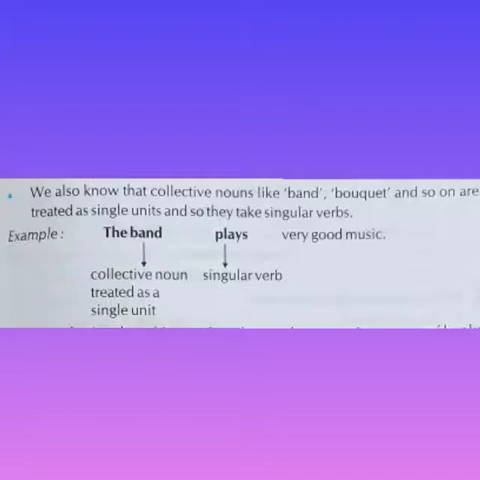 We also know that collective nouns like ‘band’, ‘bouquet’ and so on are
treated as single units and so they take singular verbs.
Example : The band plays very good music.
collective noun singular verb
treated as a
single unit